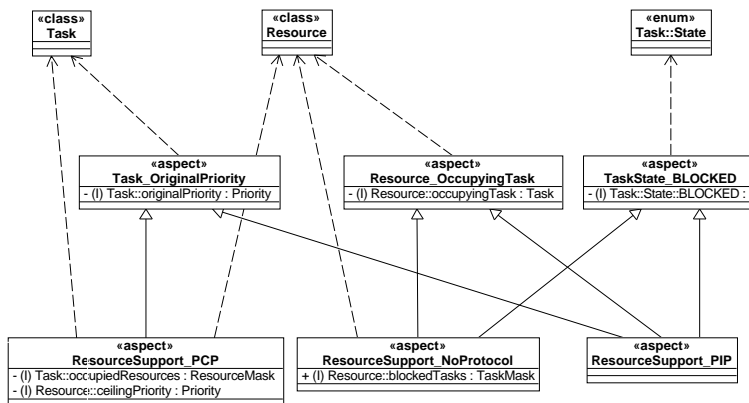 «class»
Task
«class»
Resource
«enum»
Task::State
«aspect»
Task_OriginalPriority
- (I) Task::originalPriority : Priority
«aspect»
Resource_OccupyingTask
- (I) Resource::occupyingTask : Task
«aspect»
TaskState_BLOCKED
- (I) Task::State::BLOCKED :
«aspect»
ResourceSupport_PCP
- (I) Task::occupiedResources : ResourceMask
- (I) Resource::ceilingPriority : Priority
«aspect»
ResourceSupport_NoProtocol
+ (I) Resource::blockedTasks : TaskMask
«aspect»
ResourceSupport_PIP